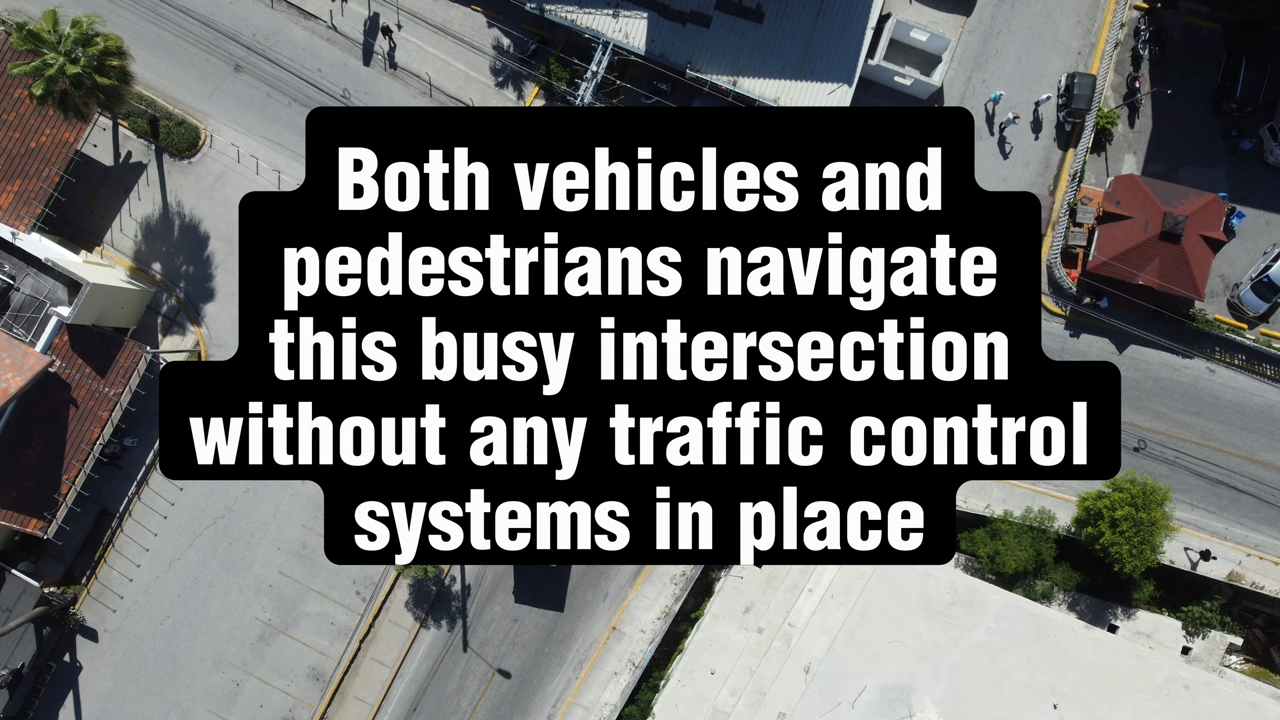 Both vehicles and
pedestrians navigate
this busy intersection
without any traffic control
systems in place